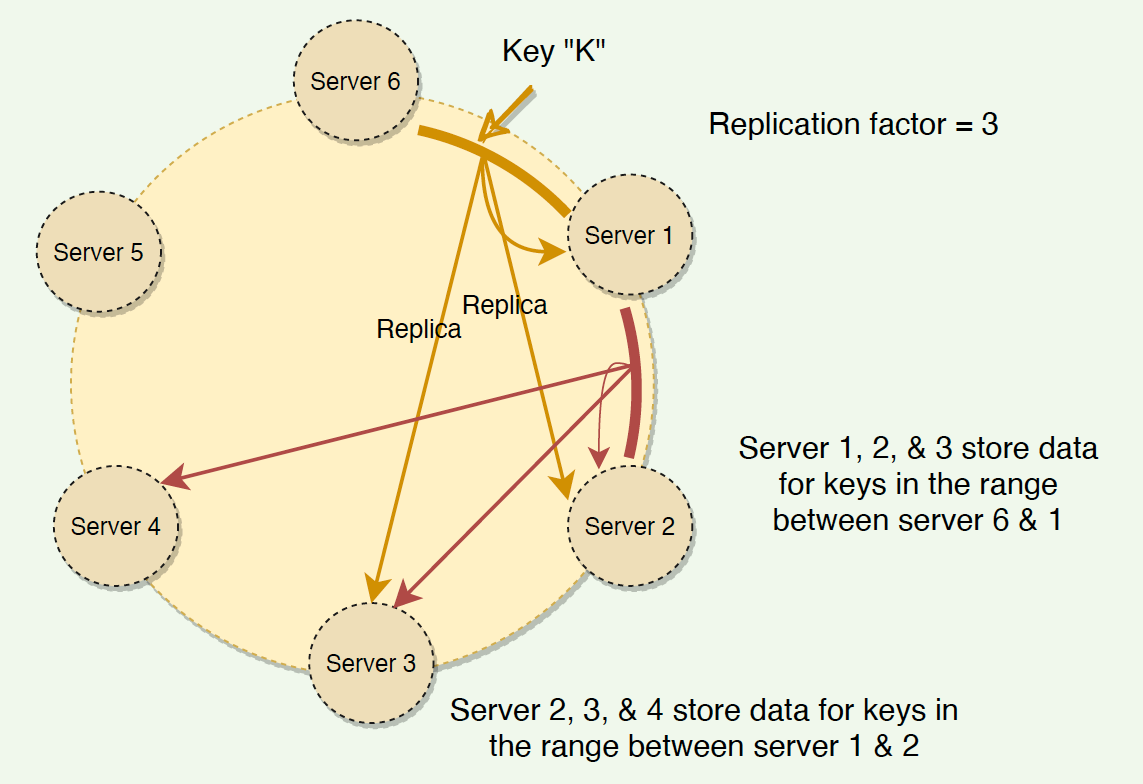 Key "K"
Server 6
Replication factor = 3
Server 1
Server 5
Replica
Replica
Server 1, 2, & 3 store data
for keys in the range
between server 6 & 1
Server 4
Server 2
Server 3
Server 2, 3, & 4 store data for keys in
the range between server 1 & 2